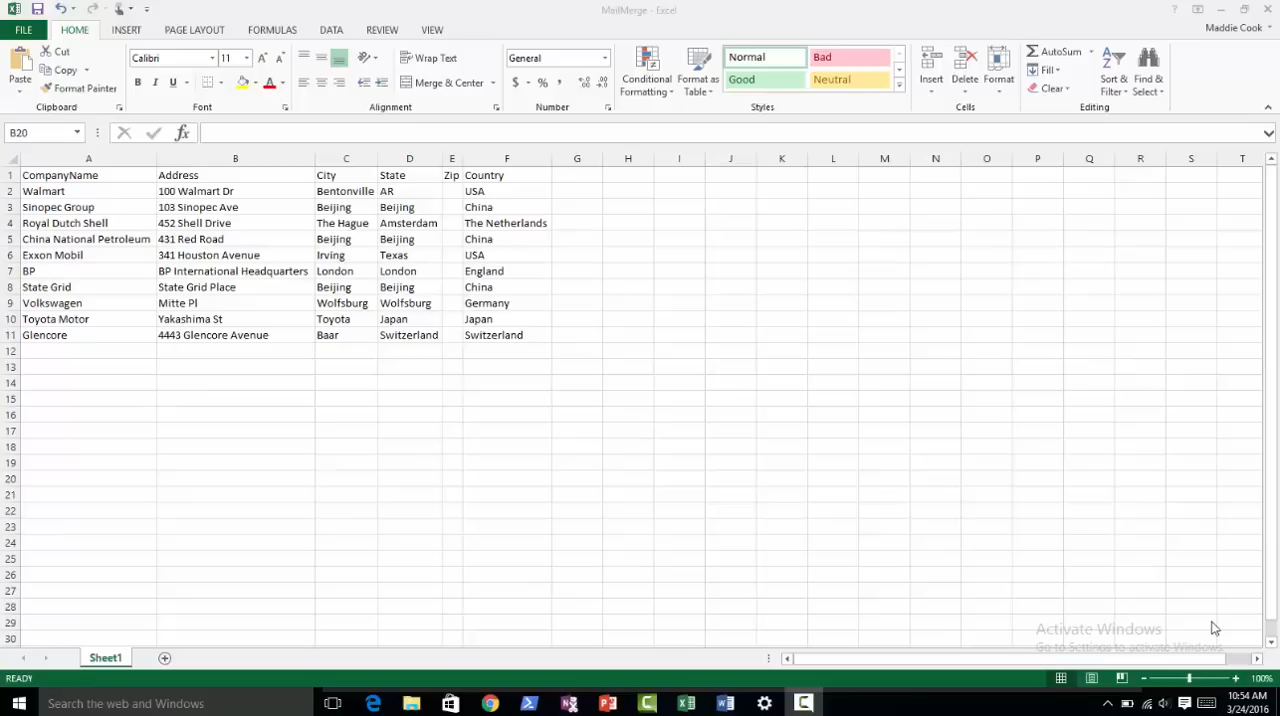 MailMerge - Excel
FILE HOME INSERT PAGE LAYOUT FORMULAS DATA REVIEW VIEW Maddie Cook
Paste Cut Copy Format Painter Clipboard
Calibri 11 B I U Font
Wrap Text Merge & Center Alignment
General $ % , Number
Conditional Formatting Format as Table Normal Bad Good Neutral Styles
Insert Delete Format Cells
AutoSum Fill Clear Sort & Filter Find & Select Editing
B20 fx
A B C D E F G H I J K L M N O P Q R S T
1 CompanyName Address City State Zip Country
2 Walmart 100 Walmart Dr Bentonville AR USA
3 Sinopec Group 103 Sinopec Ave Beijing Beijing China
4 Royal Dutch Shell 452 Shell Drive The Hague Amsterdam The Netherlands
5 China National Petroleum 431 Red Road Beijing Beijing China
6 Exxon Mobil 341 Houston Avenue Irving Texas USA
7 BP BP International Headquarters London London England
8 State Grid State Grid Place Beijing Beijing China
9 Volkswagen Mitte Pl Wolfsburg Wolfsburg Germany
10 Toyota Motor Yakashima St Toyota Japan Japan
11 Glencore 4443 Glencore Avenue Baar Switzerland Switzerland
12
13
14
15
16
17
18
19
20
21
22
23
24
25
26
27
28
29
30
Activate Windows
Go to Settings to activate Windows.
Sheet1
READY 100%
Search the web and Windows
10:54 AM
3/24/2016